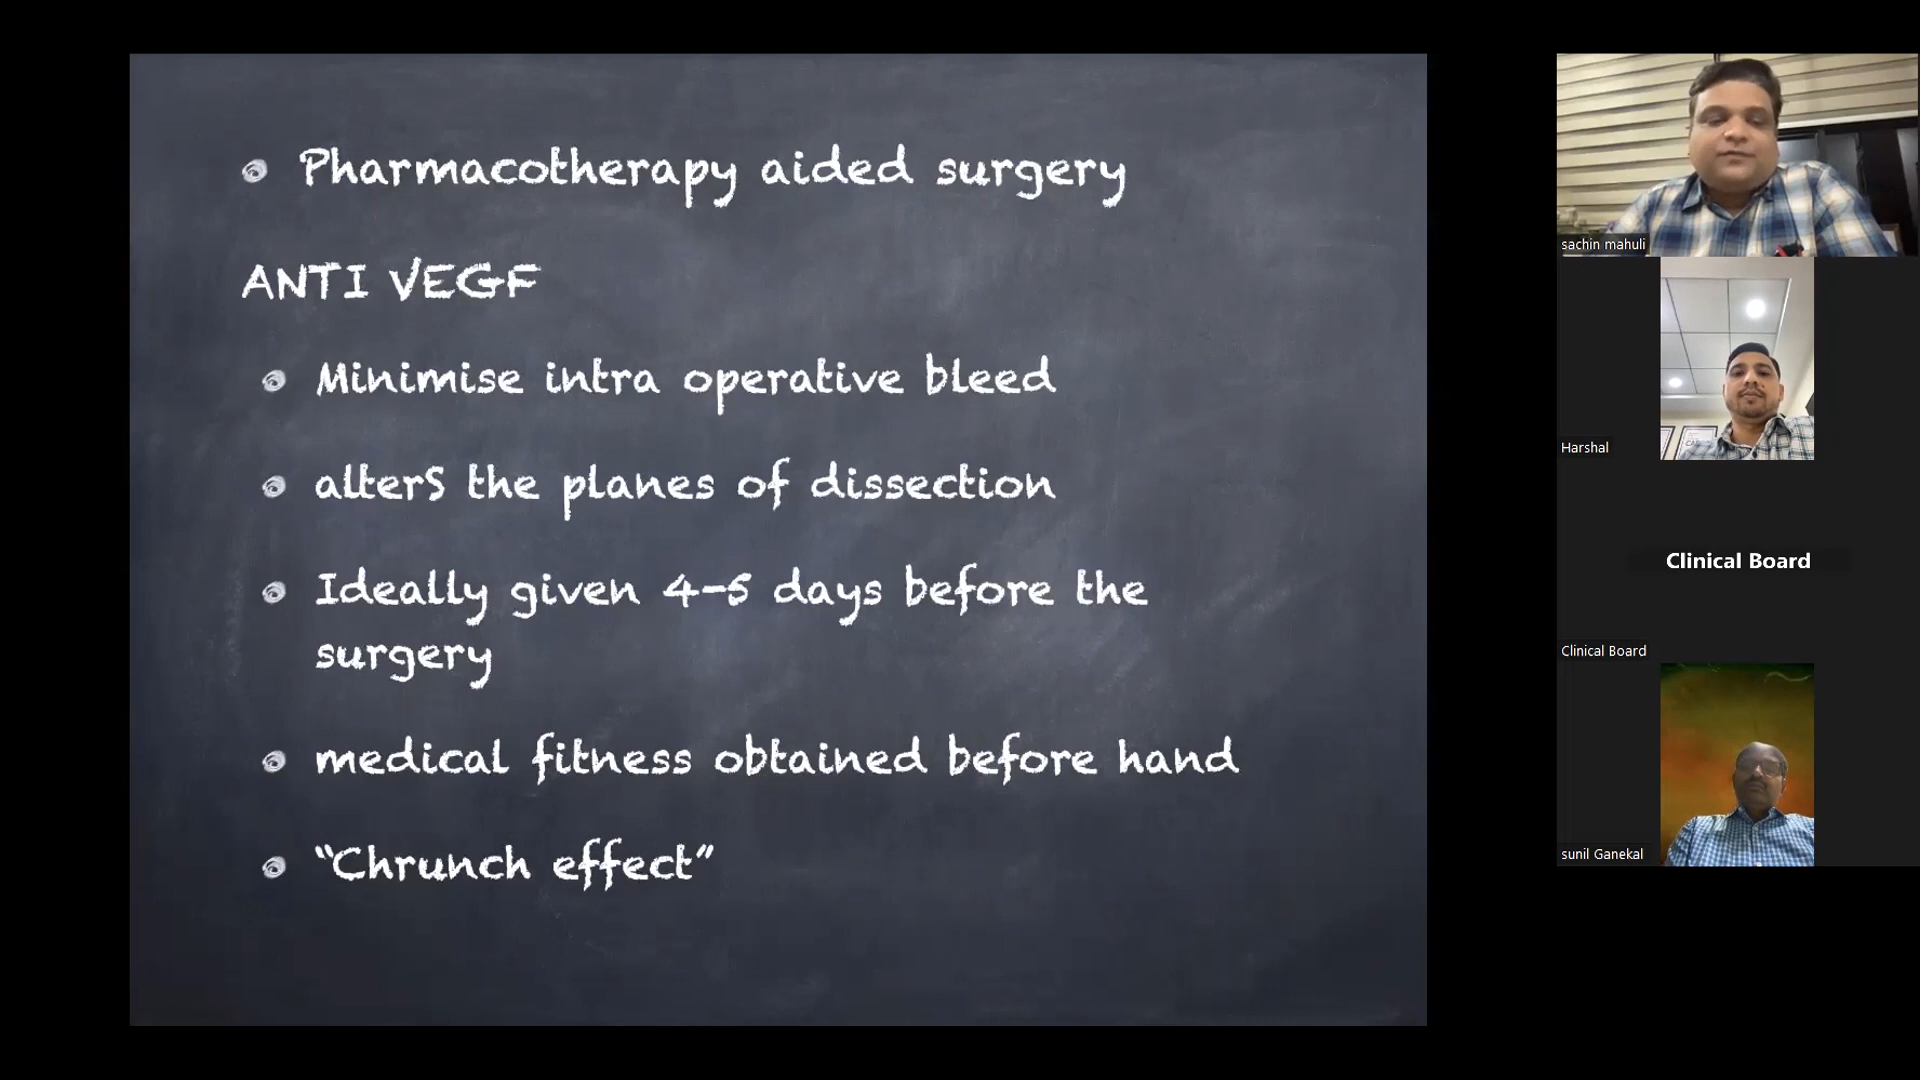 Pharmacotherapy aided surgery
ANTI VEGF
Minimise intra operative bleed
alterS the planes of dissection
Ideally given 4-5 days before the
surgery
medical fitness obtained before hand
“Chrunch effect”
sachin mahuli
Harshal
Clinical Board
Clinical Board
sunil Ganekal